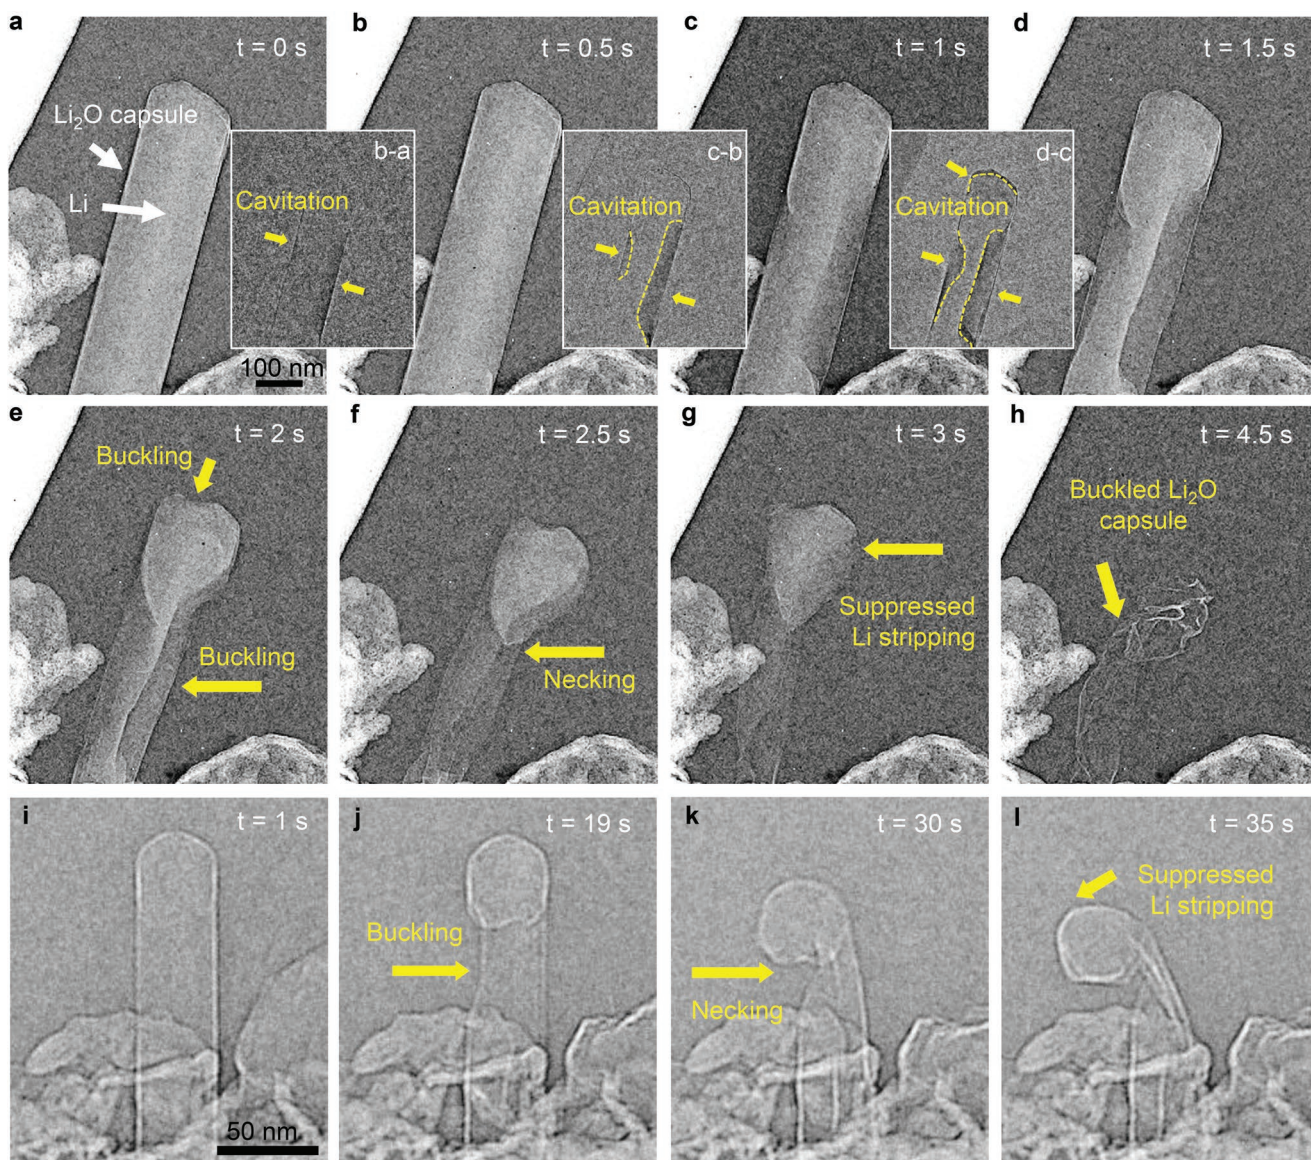 a
t = 0 s
Li₂O capsule
Li
b-a
Cavitation
100 nm
b
t = 0.5 s
c-b
Cavitation
c
t = 1 s
d-c
Cavitation
d
t = 1.5 s
e
t = 2 s
Buckling
Buckling
f
t = 2.5 s
Necking
g
t = 3 s
Suppressed
Li stripping
h
t = 4.5 s
Buckled Li₂O
capsule
i
t = 1 s
50 nm
j
t = 19 s
Buckling
k
t = 30 s
Necking
l
t = 35 s
Suppressed
Li stripping